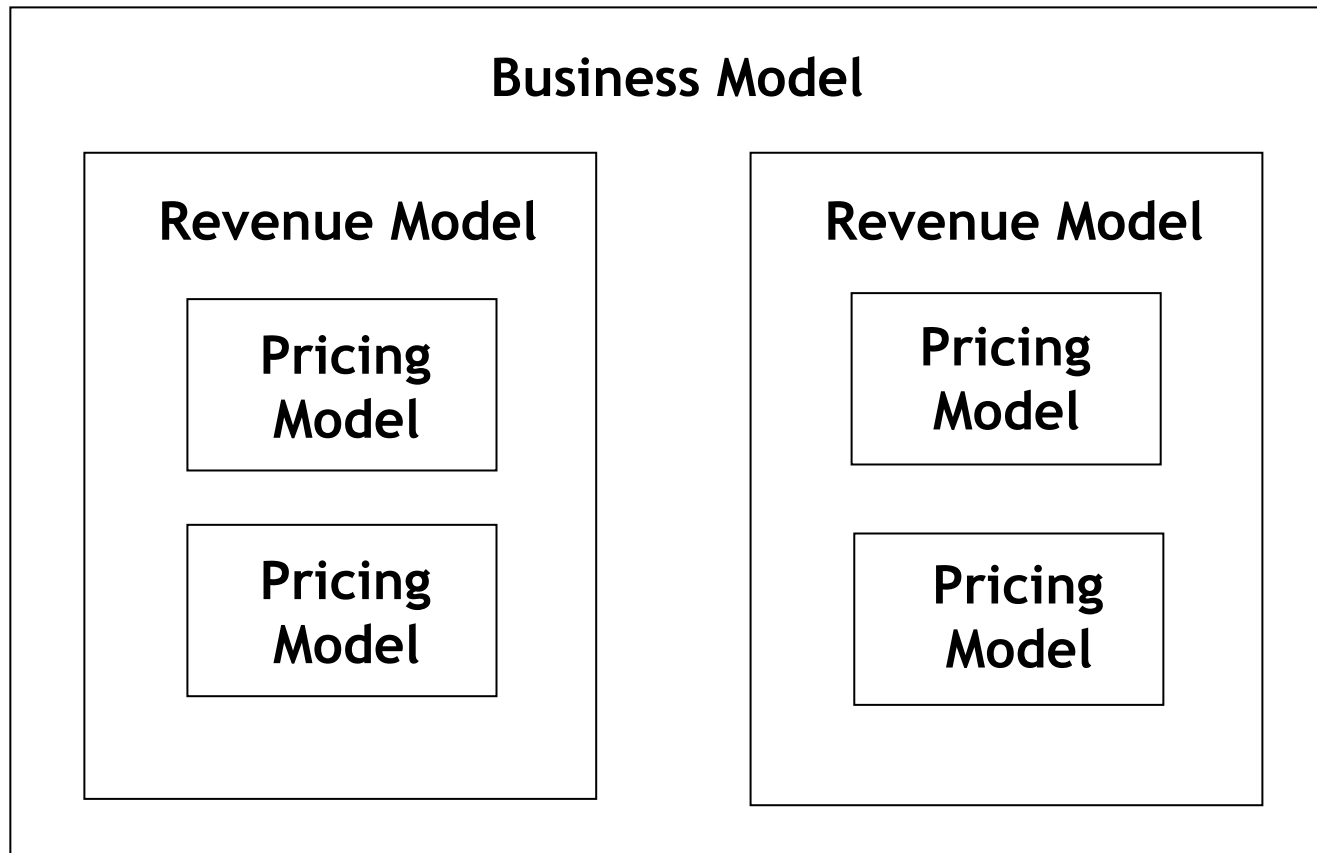 Business Model
Revenue Model
Pricing
Model
Pricing
Model
Revenue Model
Pricing
Model
Pricing
Model